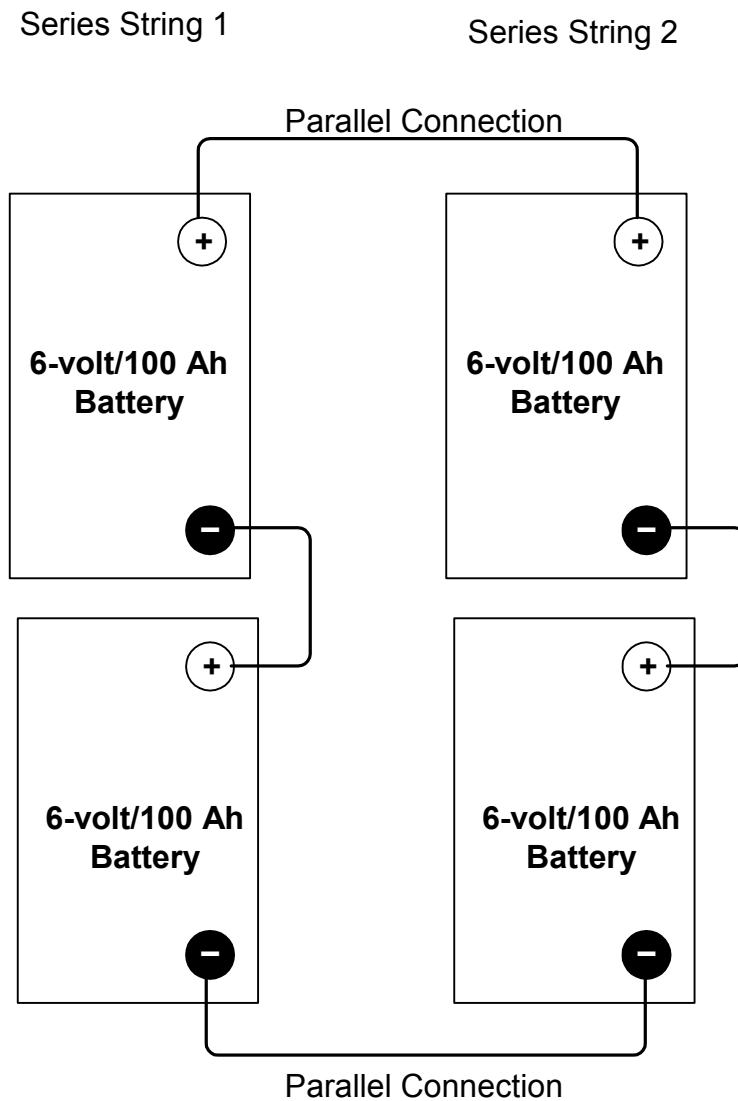 Series String 1
Series String 2
Parallel Connection
+
+
6-volt/100 Ah
Battery
6-volt/100 Ah
Battery
−
−
+
+
6-volt/100 Ah
Battery
6-volt/100 Ah
Battery
−
−
Parallel Connection